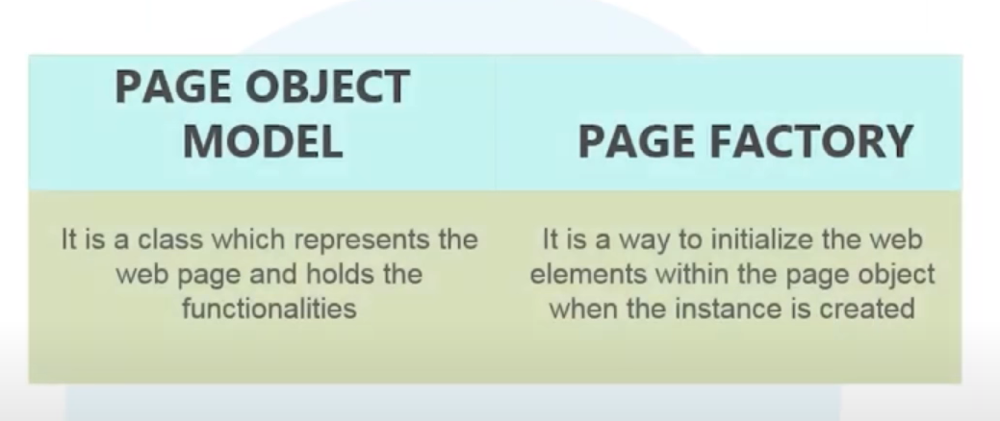 PAGE OBJECT
MODEL
PAGE FACTORY
It is a class which represents the
web page and holds the
functionalities
It is a way to initialize the web
elements within the page object
when the instance is created